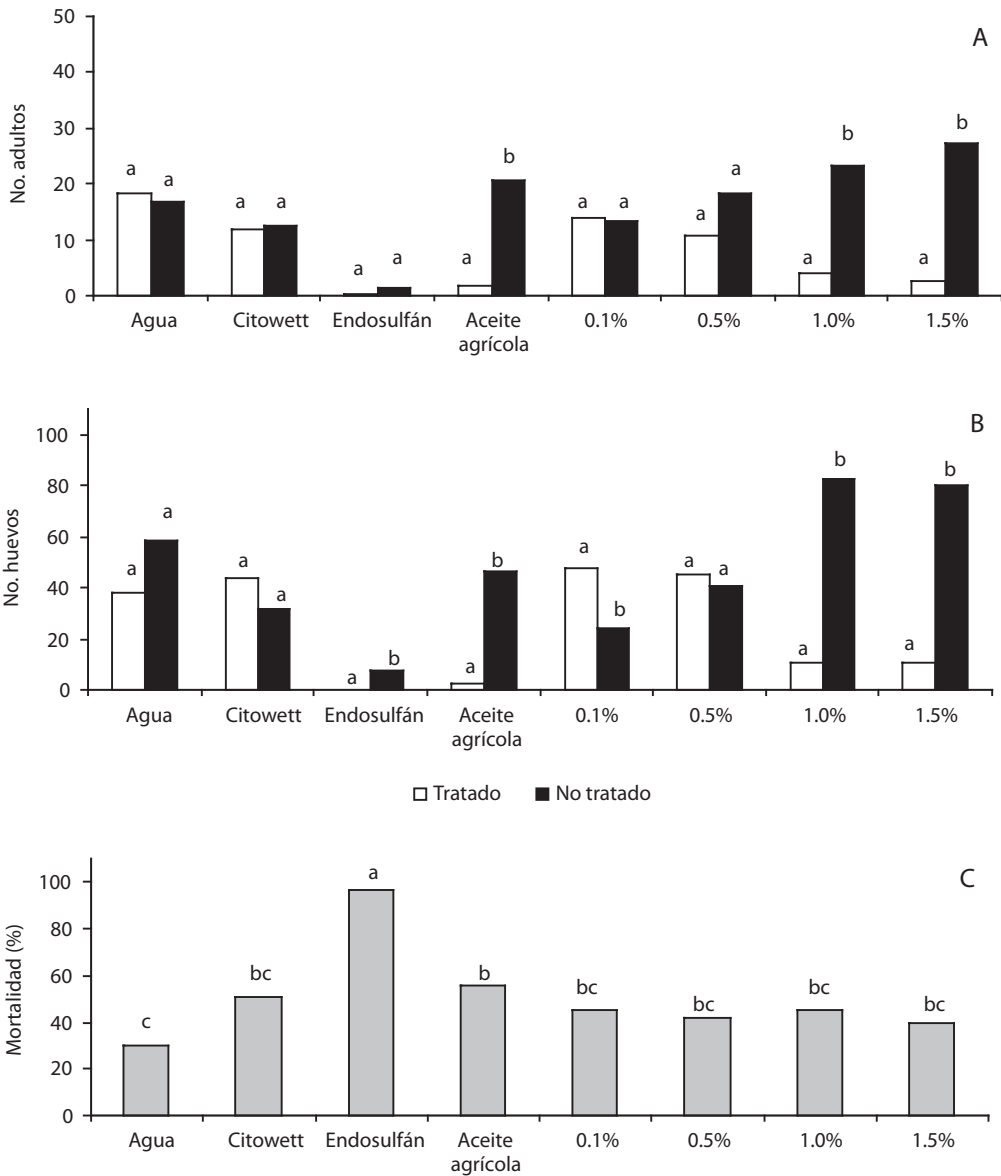 A
No. adultos
50
40
30
20
10
0
a a a a a a a b a a a a a b a b
Agua Citowett Endosulfán Aceite agrícola 0.1% 0.5% 1.0% 1.5%
B
No. huevos
100
80
60
40
20
0
a a a a a b a b a b a a a b a b
Agua Citowett Endosulfán Aceite agrícola 0.1% 0.5% 1.0% 1.5%
Tratado No tratado
C
Mortalidad (%)
100
80
60
40
20
0
c bc a b bc bc bc bc
Agua Citowett Endosulfán Aceite agrícola 0.1% 0.5% 1.0% 1.5%